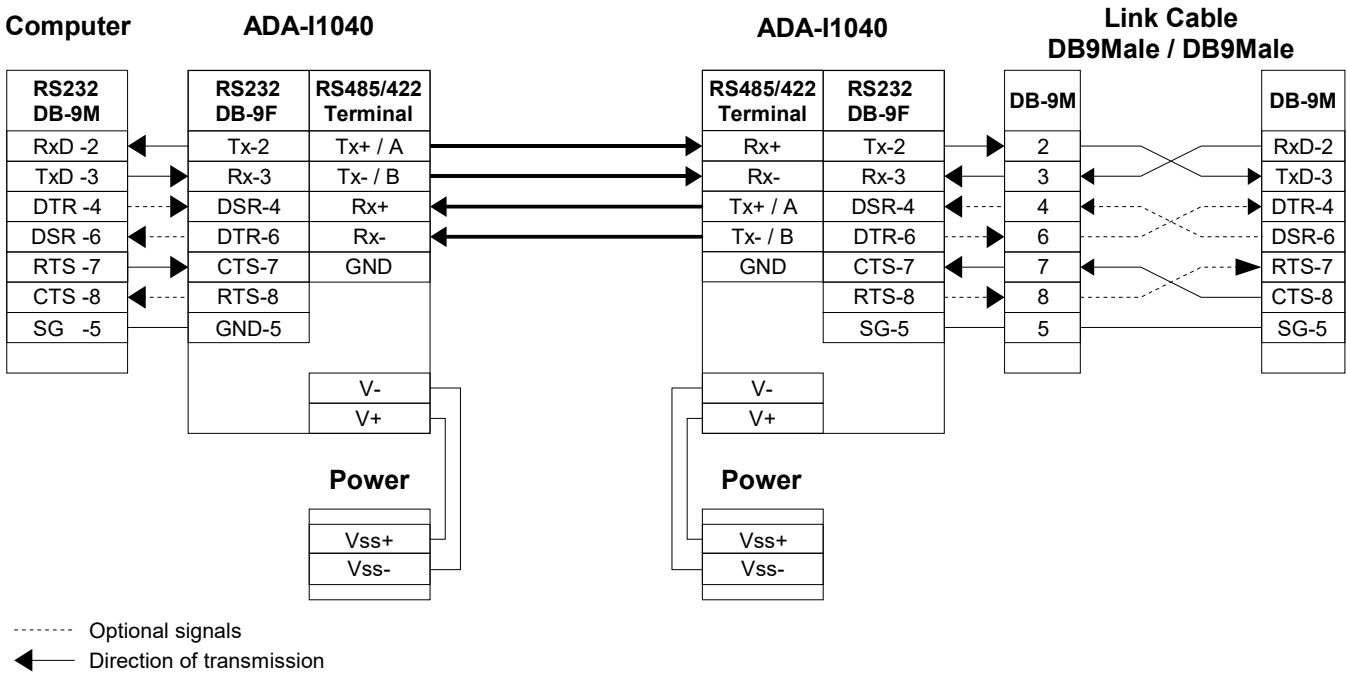 Computer
ADA-I1040
ADA-I1040
Link Cable
DB9Male / DB9Male
RS232
DB-9M
RS232
DB-9F
RS485/422
Terminal
RS485/422
Terminal
RS232
DB-9F
DB-9M
DB-9M
RxD -2
Tx-2
Tx+ / A
Rx+
Tx-2
2
RxD-2
TxD -3
Rx-3
Tx- / B
Rx-
Rx-3
3
TxD-3
DTR -4
DSR-4
Rx+
Tx+ / A
DSR-4
4
DTR-4
DSR -6
DTR-6
Rx-
Tx- / B
DTR-6
6
DSR-6
RTS -7
CTS-7
GND
GND
CTS-7
7
RTS-7
CTS -8
RTS-8
RTS-8
8
CTS-8
SG -5
GND-5
SG-5
5
SG-5
V-
V-
V+
V+
Power
Power
Vss+
Vss+
Vss-
Vss-
Optional signals
Direction of transmission